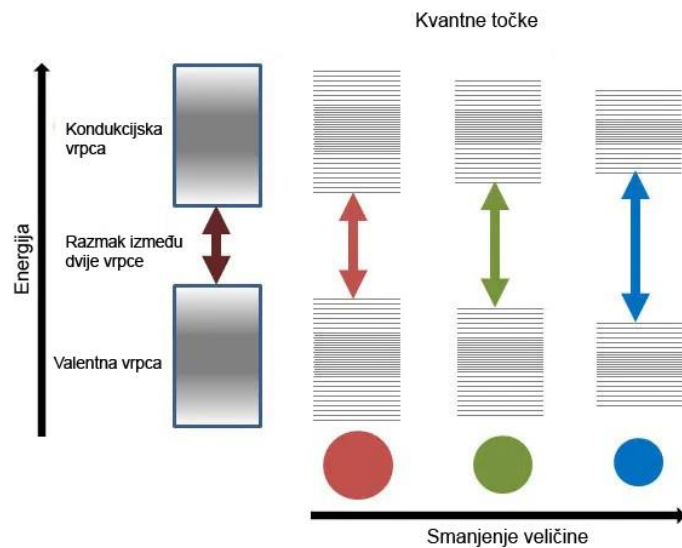 Kvantne točke
Kondukcijska
vrpca
Razmak između
dvije vrpce
Energija
Valentna vrpca
Smanjenje veličine